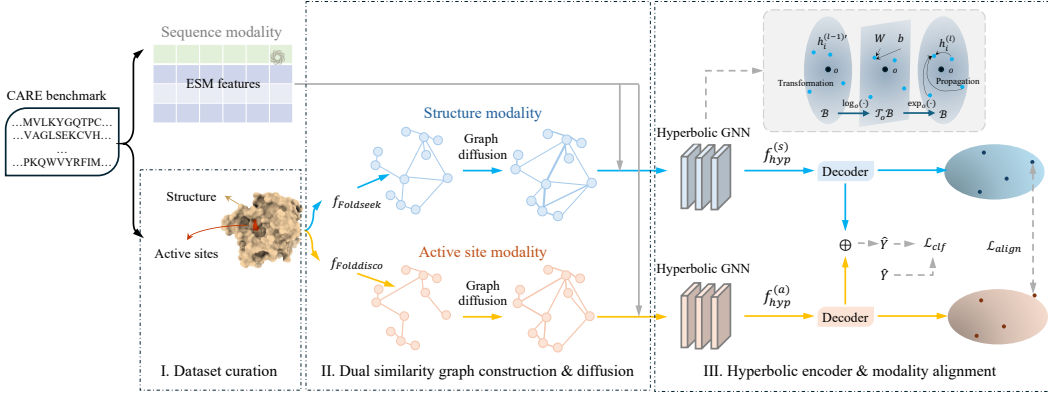 Sequence modality
ESM features
CARE benchmark
…MVLKYGQTPC…
…VAGLSEKCVH…
…
…PKQWVYRFIM…
Structure
Active sites
I. Dataset curation
Structure modality
Graph
diffusion
f_Foldseek
Active site modality
f_Folddisco
Graph
diffusion
II. Dual similarity graph construction & diffusion
h_i^{(l-1)′}
W
b
h_i^{(l)}
o
o
o
Transformation
Propagation
ℬ
log_o(·)
𝒯_oℬ
exp_o(·)
ℬ
Hyperbolic GNN
f_hyp^{(s)}
Decoder
⊕
Ŷ
ℒ_clf
Ŷ
ℒ_align
Hyperbolic GNN
f_hyp^{(a)}
Decoder
III. Hyperbolic encoder & modality alignment